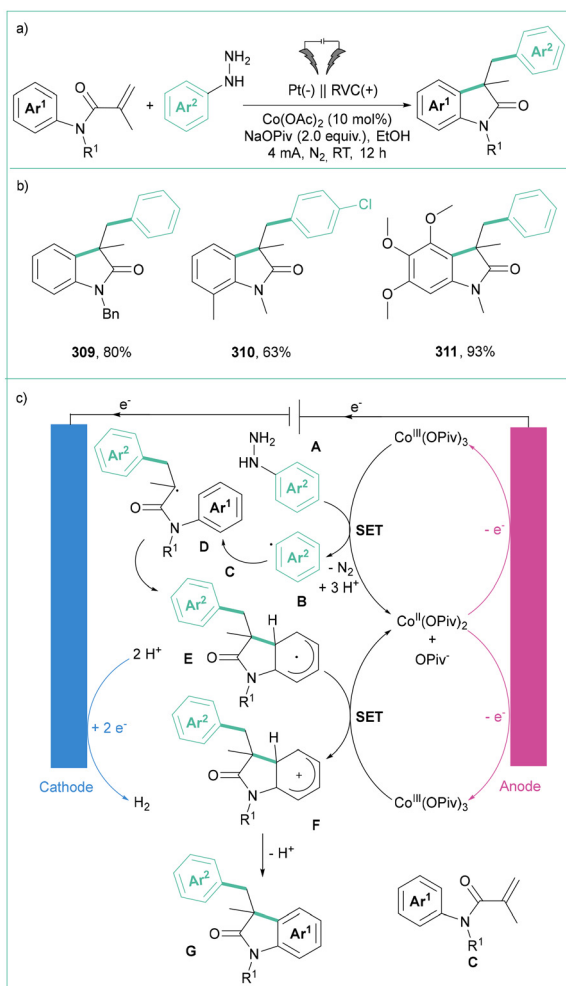 a)
Ar1
O
N
R1
+
NH2
HN
Ar2
Pt(-) || RVC(+)
Co(OAc)2 (10 mol%)
NaOPiv (2.0 equiv.), EtOH
4 mA, N2, RT, 12 h
Ar2
Ar1
O
N
R1
b)
O
N
Bn
309, 80%
Cl
O
N
310, 63%
O
O
O
O
N
311, 93%
c)
e-
e-
Ar2
O
N
R1
Ar1
D
NH2
HN
A
Ar2
CoIII(OPiv)3
SET
- e-
C
Ar2
B
- N2
+ 3 H+
CoII(OPiv)2
+
OPiv-
Ar2
H
O
N
R1
E
2 H+
+ 2 e-
H2
SET
- e-
Ar2
H
O
N
R1
+
F
CoIII(OPiv)3
Cathode
Anode
- H+
Ar2
O
N
R1
Ar1
G
Ar1
O
N
R1
C